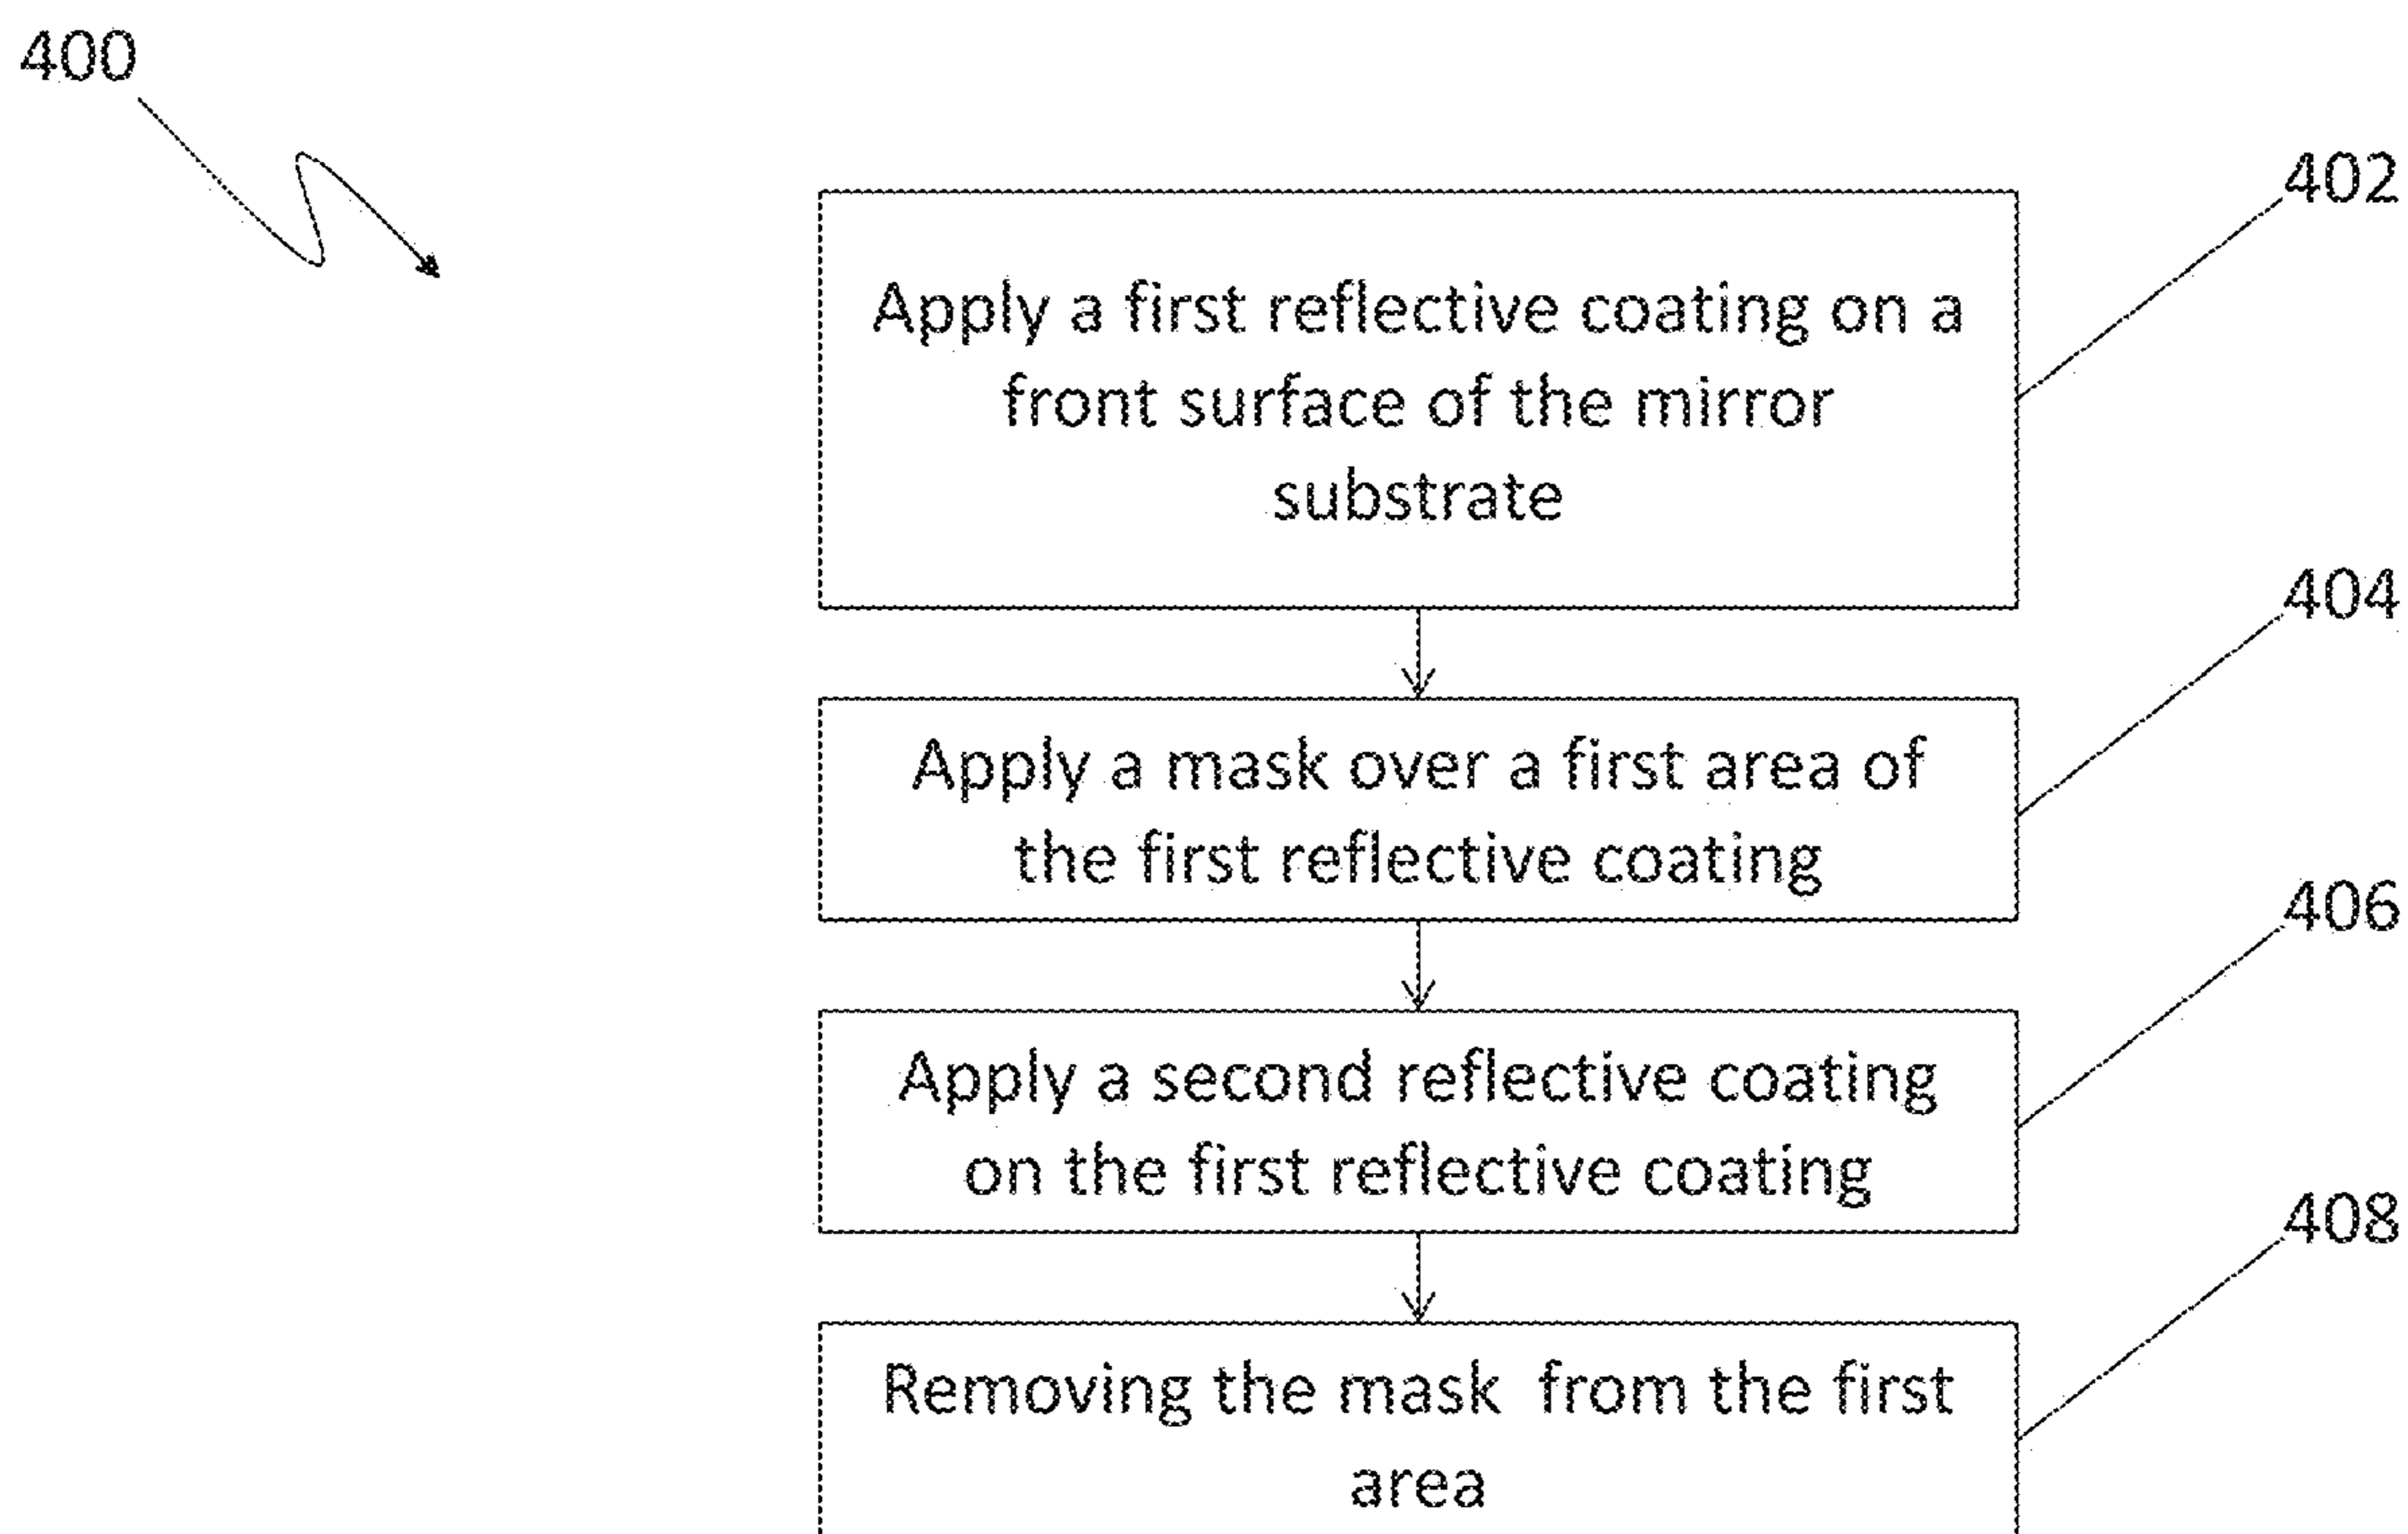 400
402
Apply a first reflective coating on a
front surface of the mirror
substrate
404
Apply a mask over a first area of
the first reflective coating
406
Apply a second reflective coating
on the first reflective coating
408
Removing the mask from the first
area